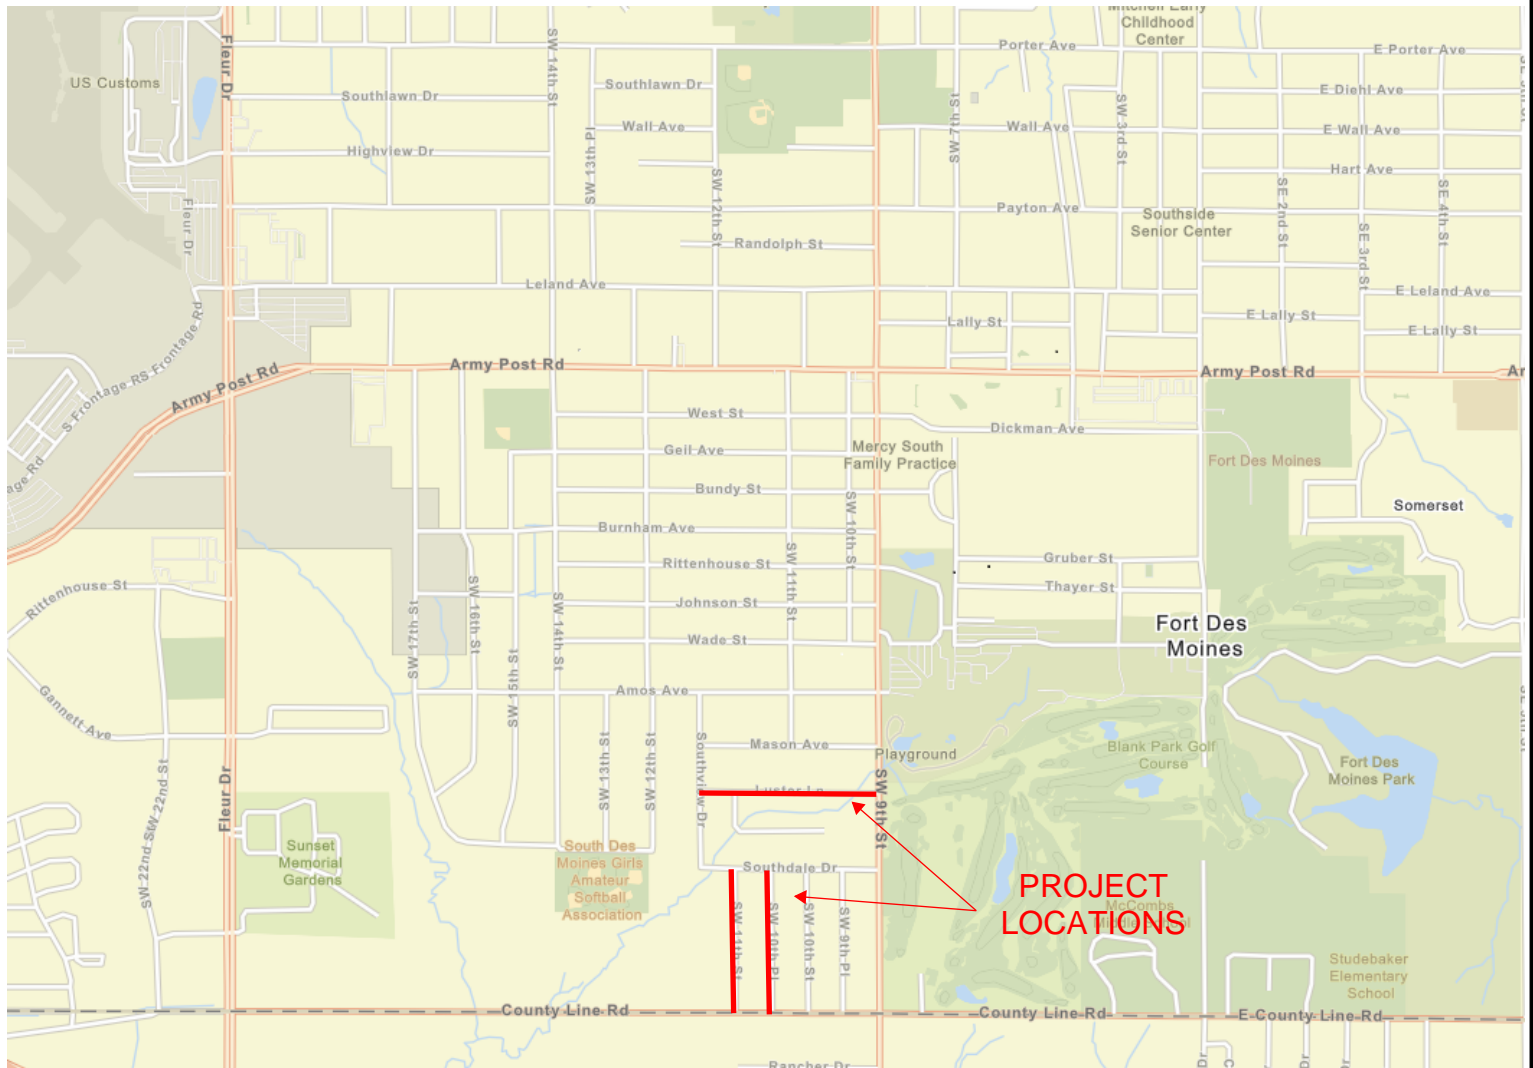 Mitchell Early
Childhood
Center
Fleur Dr
SW 14th St
Porter Ave
E Porter Ave
US Customs
Southlawn Dr
Southlawn Dr
E Diehl Ave
Wall Ave
SW 7th St
Wall Ave
SW 3rd St
E Wall Ave
Highview Dr
SW 13th Pl
Hart Ave
SW 12th St
SE 2nd St
SE 4th St
Fleur Dr
Payton Ave
Southside
Senior Center
Randolph St
SE 3rd St
Leland Ave
E Leland Ave
S Frontage RS Frontage Rd
Lally St
E Lally St
E Lally St
Army Post Rd
Army Post Rd
Army Post Rd
West St
Dickman Ave
Geil Ave
Mercy South
Family Practice
Fort Des Moines
Bundy St
SW 10th St
Somerset
Burnham Ave
SW 11th St
Rittenhouse St
Gruber St
Rittenhouse St
SW 16th St
Johnson St
Thayer St
SW 17th St
SW 14th St
Wade St
Fort Des
Moines
SW 15th St
Amos Ave
Gannett Ave
SW 13th St
SW 12th St
Southview Dr
Mason Ave
Playground
Blank Park Golf
Course
Fort Des
Moines Park
Fleur Dr
Luster Ln
SW 9th St
SW 22nd SW 22nd St
Sunset
Memorial
Gardens
South Des
Moines Girls
Amateur
Softball
Association
Southdale Dr
PROJECT
LOCATIONS
McCombs
Middle School
SW 11th St
SW 10th Pl
SW 10th St
SW 9th Pl
Studebaker
Elementary
School
County Line Rd
County Line Rd
E County Line Rd
Rancher Dr